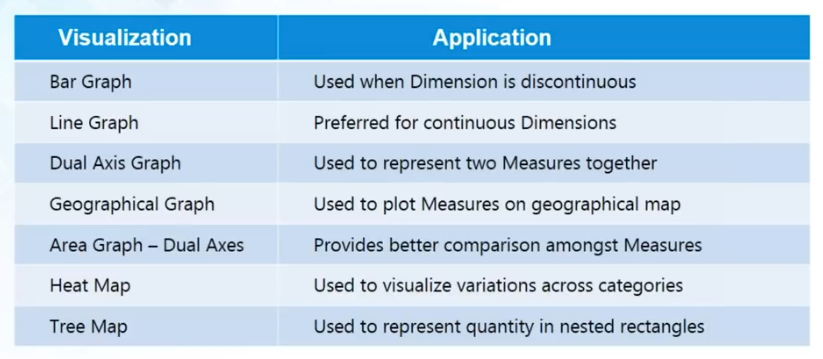 Visualization Application
Bar Graph Used when Dimension is discontinuous
Line Graph Preferred for continuous Dimensions
Dual Axis Graph Used to represent two Measures together
Geographical Graph Used to plot Measures on geographical map
Area Graph – Dual Axes Provides better comparison amongst Measures
Heat Map Used to visualize variations across categories
Tree Map Used to represent quantity in nested rectangles